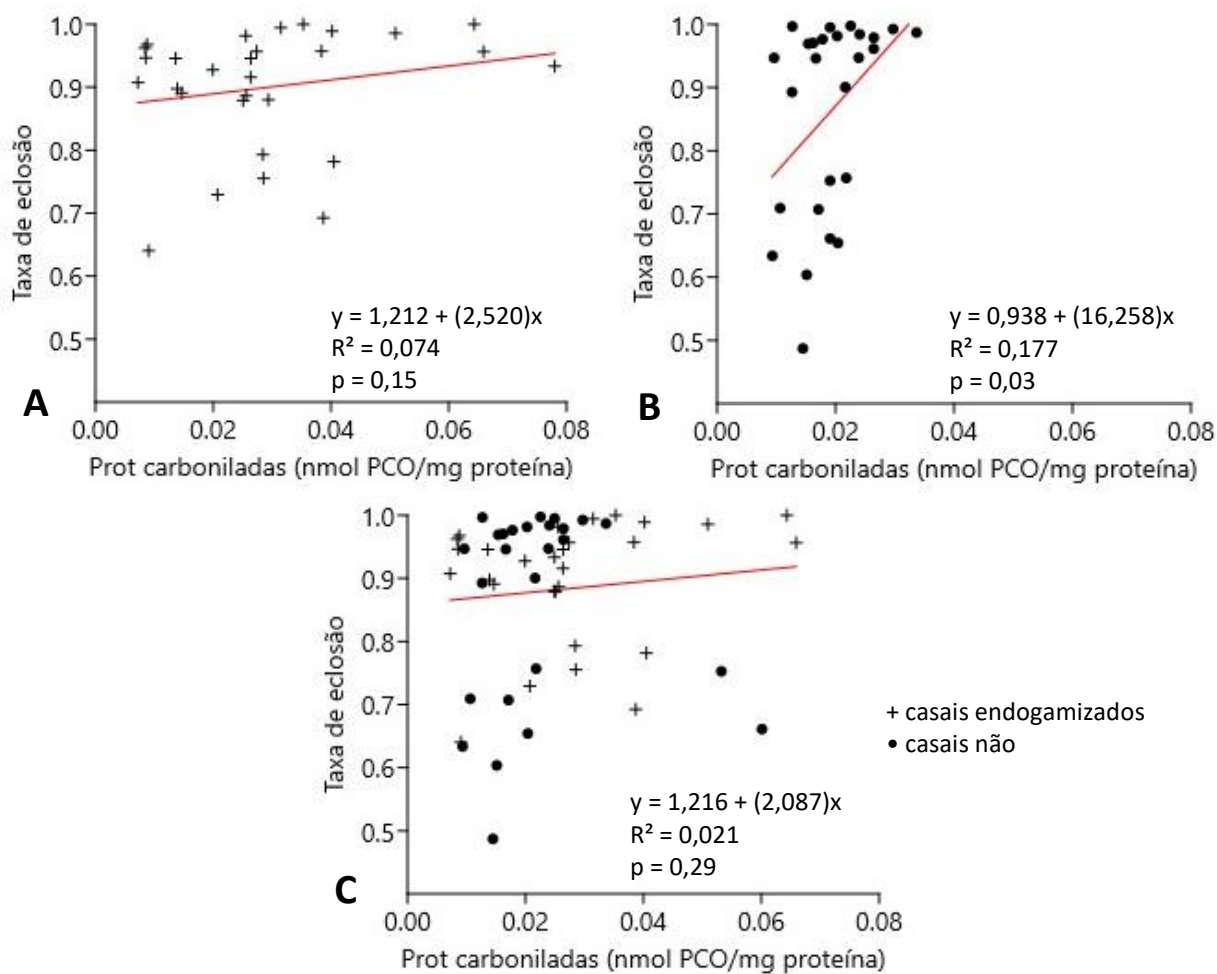 1.0
0.9
0.8
0.7
0.6
0.5
Taxa de eclosão
y = 1,212 + (2,520)x
R² = 0,074
p = 0,15
A
0.00 0.02 0.04 0.06 0.08
Prot carboniladas (nmol PCO/mg proteína)
1.0
0.9
0.8
0.7
0.6
0.5
Taxa de eclosão
y = 0,938 + (16,258)x
R² = 0,177
p = 0,03
B
0.00 0.02 0.04 0.06 0.08
Prot carboniladas (nmol PCO/mg proteína)
1.0
0.9
0.8
0.7
0.6
0.5
Taxa de eclosão
+ casais endogamizados
• casais não
y = 1,216 + (2,087)x
R² = 0,021
p = 0,29
C
0.00 0.02 0.04 0.06 0.08
Prot carboniladas (nmol PCO/mg proteína)